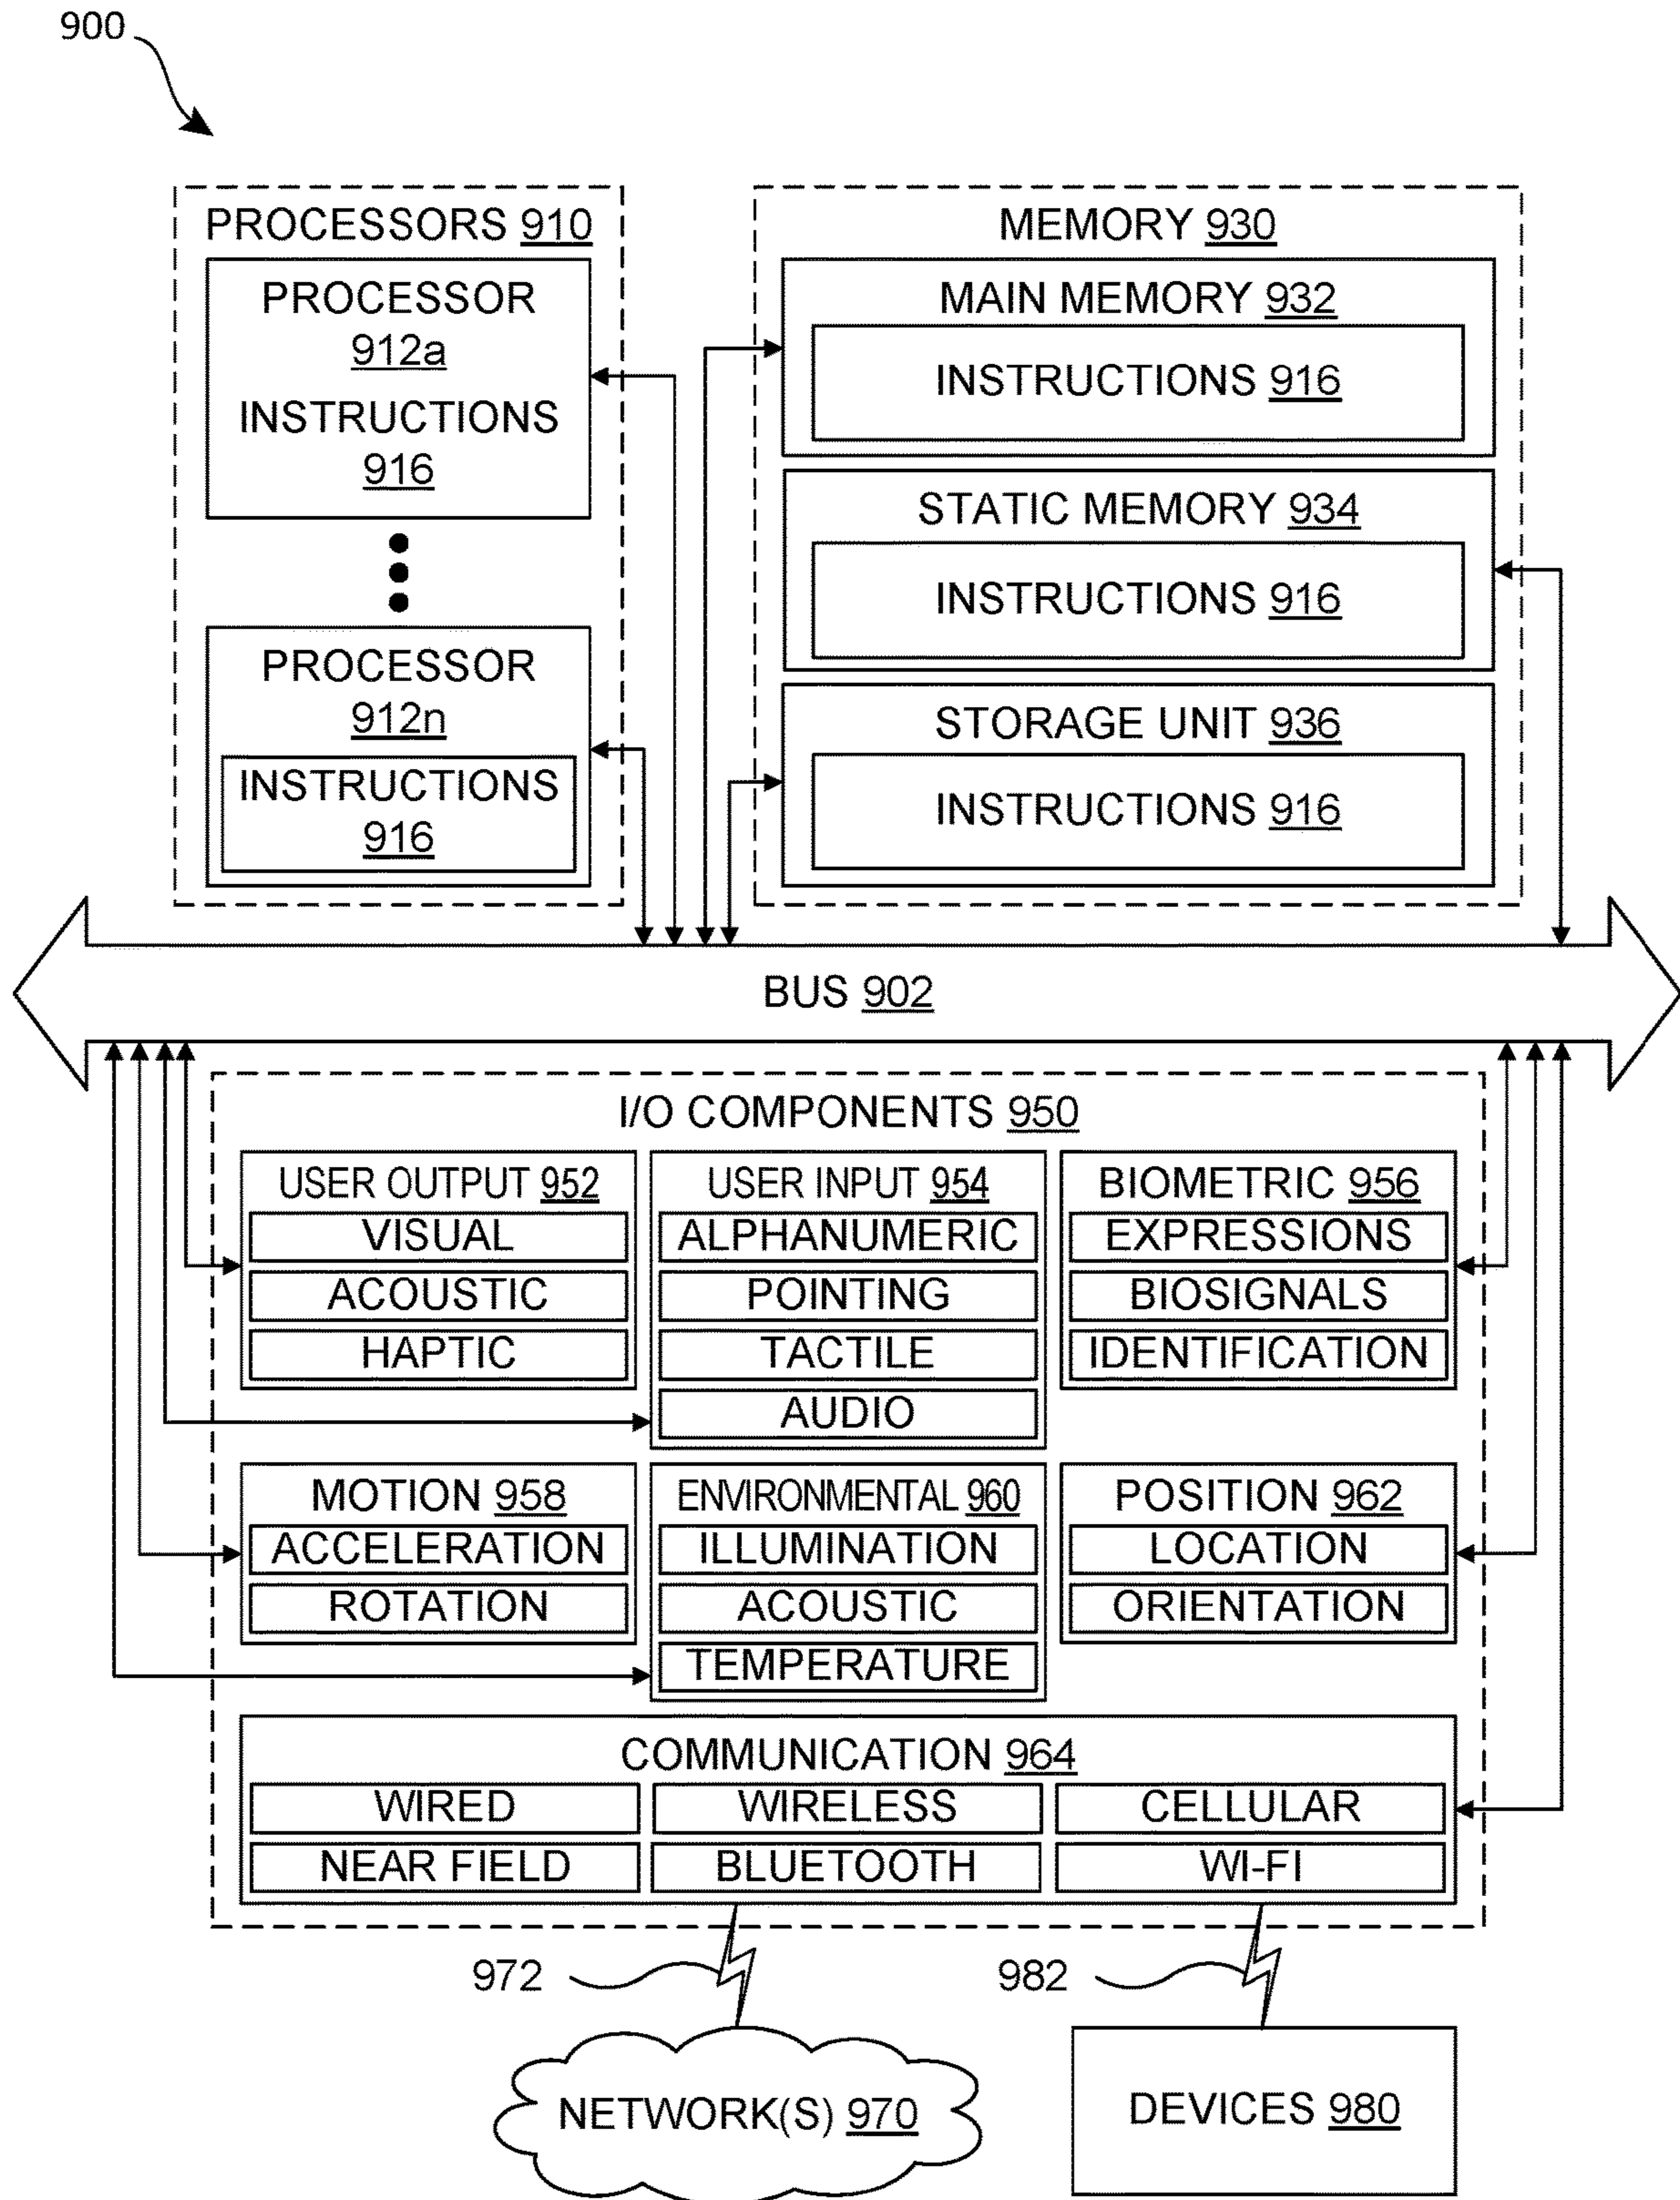 900
PROCESSORS 910
PROCESSOR
912a
INSTRUCTIONS
916
PROCESSOR
912n
INSTRUCTIONS
916
MEMORY 930
MAIN MEMORY 932
INSTRUCTIONS 916
STATIC MEMORY 934
INSTRUCTIONS 916
STORAGE UNIT 936
INSTRUCTIONS 916
BUS 902
I/O COMPONENTS 950
USER OUTPUT 952
VISUAL
ACOUSTIC
HAPTIC
USER INPUT 954
ALPHANUMERIC
POINTING
TACTILE
AUDIO
BIOMETRIC 956
EXPRESSIONS
BIOSIGNALS
IDENTIFICATION
MOTION 958
ACCELERATION
ROTATION
ENVIRONMENTAL 960
ILLUMINATION
ACOUSTIC
TEMPERATURE
POSITION 962
LOCATION
ORIENTATION
COMMUNICATION 964
WIRED
WIRELESS
CELLULAR
NEAR FIELD
BLUETOOTH
WI-FI
972
982
NETWORK(S) 970
DEVICES 980